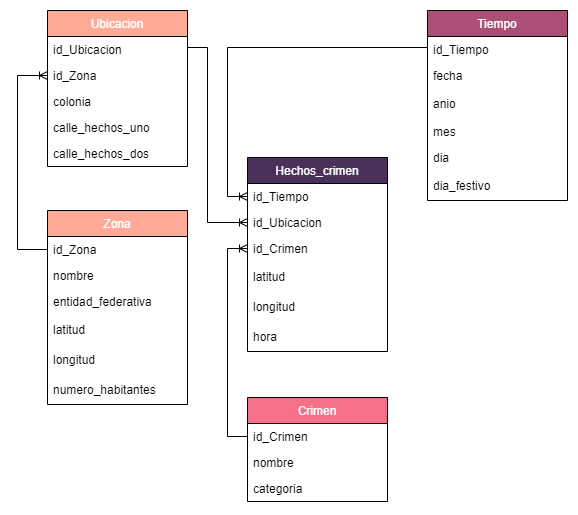 Ubicacion
id_Ubicacion
id_Zona
colonia
calle_hechos_uno
calle_hechos_dos
Zona
id_Zona
nombre
entidad_federativa
latitud
longitud
numero_habitantes
Hechos_crimen
id_Tiempo
id_Ubicacion
id_Crimen
latitud
longitud
hora
Crimen
id_Crimen
nombre
categoria
Tiempo
id_Tiempo
fecha
anio
mes
dia
dia_festivo